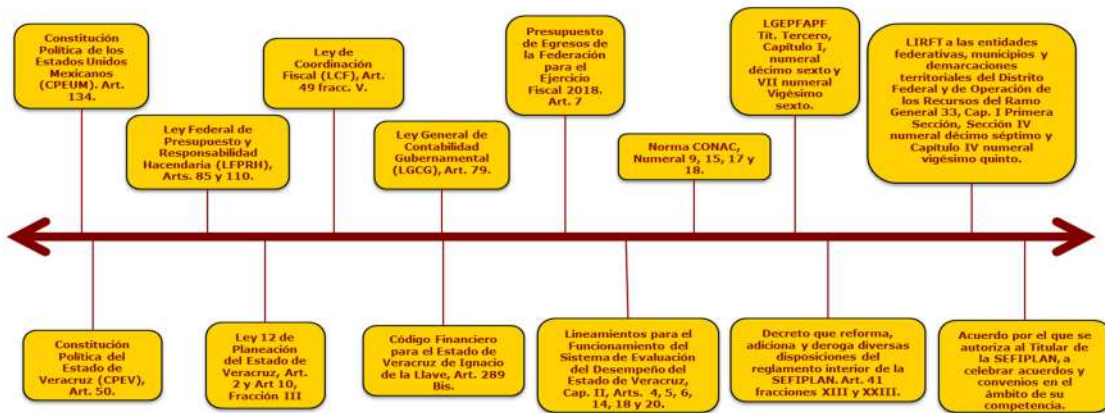 Constitución
Política de los
Estados Unidos
Mexicanos
(CPEUM). Art.
134.
Ley Federal de
Presupuesto y
Responsabilidad
Hacendaria (LFPRH),
Arts. 85 y 110.
Ley de
Coordinación
Fiscal (LCF), Art.
49 fracc. V.
Ley General de
Contabilidad
Gubernamental
(LGCG), Art. 79.
Presupuesto
de Egresos de
la Federación
para el
Ejercicio
Fiscal 2018.
Art. 7
Norma CONAC,
Numeral 9, 15, 17 y
18.
LGEPFAPF
Tít. Tercero,
Capítulo I,
numeral
décimo sexto y
VII numeral
Vigésimo
sexto.
LIRFT a las entidades
federativas, municipios y
demarcaciones
territoriales del Distrito
Federal y de Operación de
los Recursos del Ramo
General 33, Cap. I Primera
Sección, Sección IV
numeral décimo séptimo y
Capítulo IV numeral
vigésimo quinto.
Constitución
Política del
Estado de
Veracruz (CPEV),
Art. 50.
Ley 12 de
Planeación
del Estado de
Veracruz, Art.
2 y Art 10,
Fracción III
Código Financiero
para el Estado de
Veracruz de Ignacio
de la Llave, Art. 289
Bis.
Lineamientos para el
Funcionamiento del
Sistema de Evaluación
del Desempeño del
Estado de Veracruz,
Cap. II, Arts. 4, 5, 6,
14, 18 y 20.
Decreto que reforma,
adiciona y deroga diversas
disposiciones del
reglamento interior de la
SEFIPLAN. Art. 41
fracciones XIII y XXIII.
Acuerdo por el que se
autoriza al Titular de
la SEFIPLAN, a
celebrar acuerdos y
convenios en el
ámbito de su
competencia.